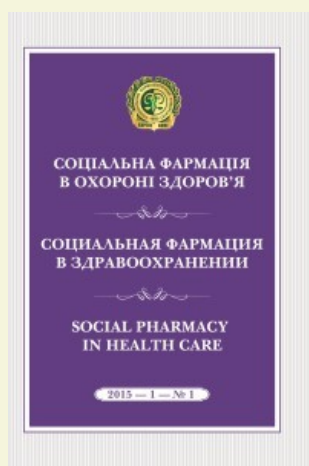 СОЦІАЛЬНА ФАРМАЦІЯ
В ОХОРОНІ ЗДОРОВ'Я
СОЦИАЛЬНАЯ ФАРМАЦИЯ
В ЗДРАВООХРАНЕНИИ
SOCIAL PHARMACY
IN HEALTH CARE
2015 — 1 — № 1